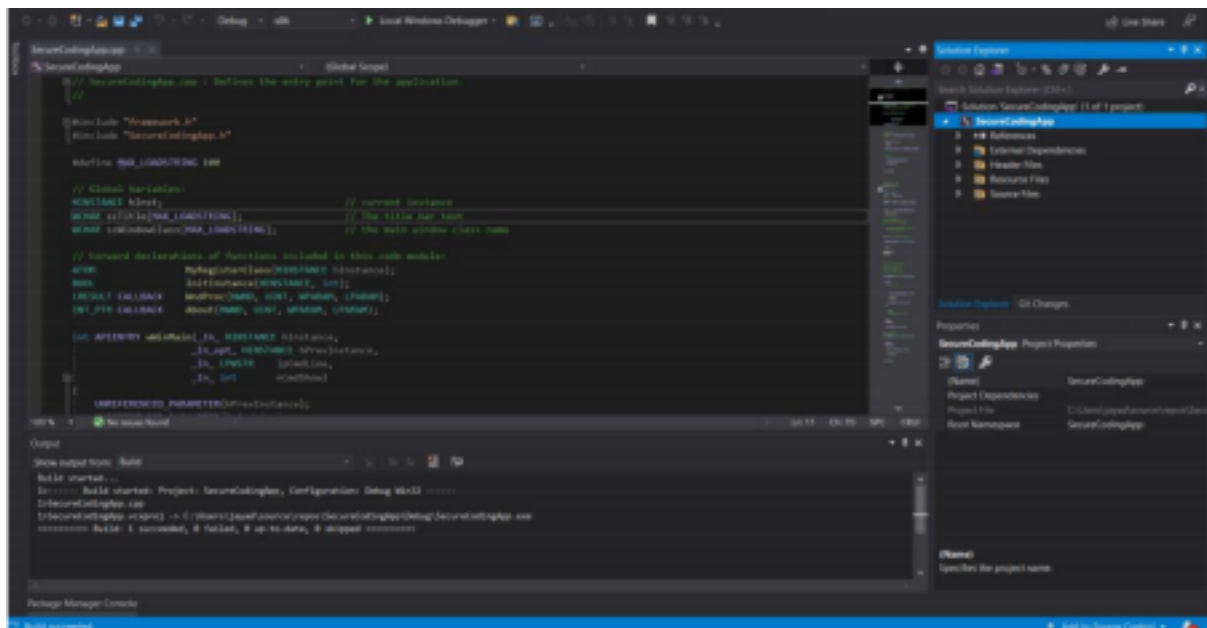 Debug
x86
Local Windows Debugger
Live Share
SecureCodingApp.cpp
SecureCodingApp
(Global Scope)
// SecureCodingApp.cpp : Defines the entry point for the application.
//
#include "framework.h"
#include "SecureCodingApp.h"
#define MAX_LOADSTRING 100
// Global Variables:
HINSTANCE hInst; // current instance
WCHAR szTitle[MAX_LOADSTRING]; // The title bar text
WCHAR szWindowClass[MAX_LOADSTRING]; // the main window class name
// Forward declarations of functions included in this code module:
ATOM MyRegisterClass(HINSTANCE hInstance);
BOOL InitInstance(HINSTANCE, int);
LRESULT CALLBACK WndProc(HWND, UINT, WPARAM, LPARAM);
INT_PTR CALLBACK About(HWND, UINT, WPARAM, LPARAM);
int APIENTRY wWinMain(_In_ HINSTANCE hInstance,
_In_opt_ HINSTANCE hPrevInstance,
_In_ LPWSTR lpCmdLine,
_In_ int nCmdShow)
{
UNREFERENCED_PARAMETER(hPrevInstance);
No issues found
SPC CRLF
Output
Show output from: Build
Build started...
1>------ Build started: Project: SecureCodingApp, Configuration: Debug Win32 ------
1>SecureCodingApp.cpp
========== Build: 1 succeeded, 0 failed, 0 up-to-date, 0 skipped ==========
Package Manager Console
Build succeeded
Solution Explorer
Search Solution Explorer (Ctrl+;)
Solution 'SecureCodingApp' (1 of 1 project)
SecureCodingApp
References
External Dependencies
Header Files
Resource Files
Source Files
Solution Explorer Git Changes
Properties
SecureCodingApp Project Properties
(Name) SecureCodingApp
Project Dependencies
Project File
Root Namespace SecureCodingApp
(Name)
Specifies the project name.
Add to Source Control